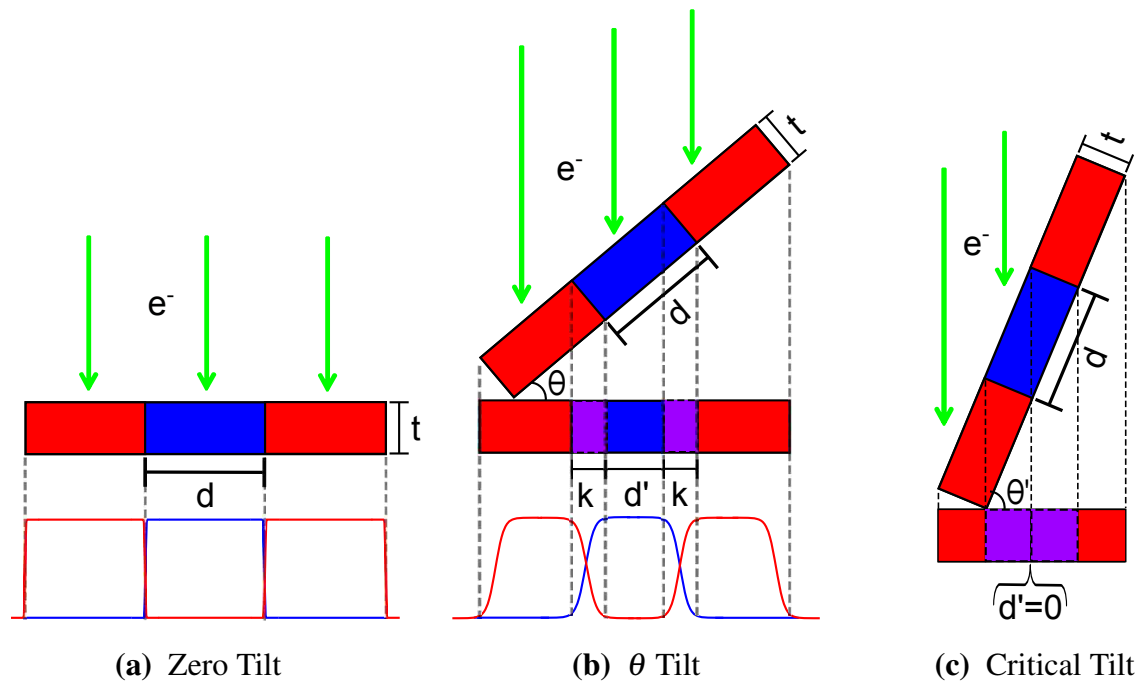 e-
t
d
(a) Zero Tilt
e-
t
d
θ
k d' k
(b) θ Tilt
e-
t
d
θ'
d'=0
(c) Critical Tilt